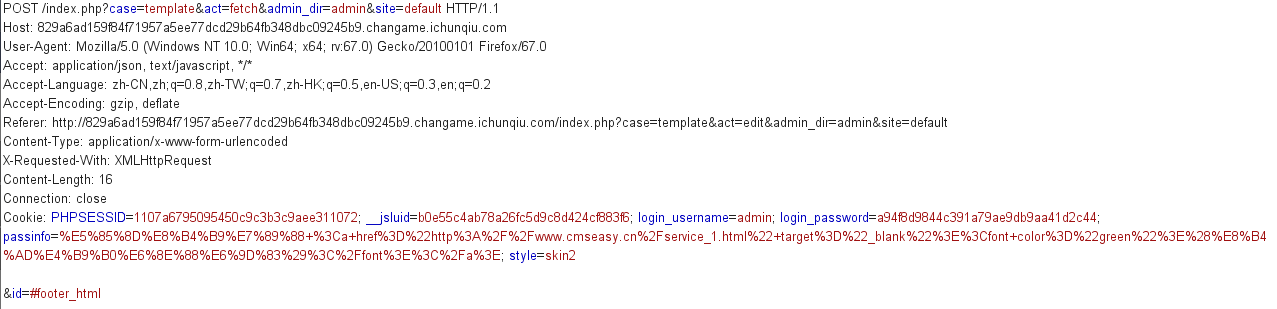 POST /index.php?case=template&act=fetch&admin_dir=admin&site=default HTTP/1.1
Host: 829a6ad159f84f71957a5ee77dcd29b64fb348dbc09245b9.changame.ichunqiu.com
User-Agent: Mozilla/5.0 (Windows NT 10.0; Win64; x64; rv:67.0) Gecko/20100101 Firefox/67.0
Accept: application/json, text/javascript, */*
Accept-Language: zh-CN,zh;q=0.8,zh-TW;q=0.7,zh-HK;q=0.5,en-US;q=0.3,en;q=0.2
Accept-Encoding: gzip, deflate
Referer: http://829a6ad159f84f71957a5ee77dcd29b64fb348dbc09245b9.changame.ichunqiu.com/index.php?case=template&act=edit&admin_dir=admin&site=default
Content-Type: application/x-www-form-urlencoded
X-Requested-With: XMLHttpRequest
Content-Length: 16
Connection: close
Cookie: PHPSESSID=1107a6795095450c9c3b3c9aee311072; __jsluid=b0e55c4ab78a26fc5d9c8d424cf883f6; login_username=admin; login_password=a94f8d9844c391a79ae9db9aa41d2c44;
passinfo=%E5%85%8D%E8%B4%B9%E7%89%88+%3Ca+href%3D%22http%3A%2F%2Fwww.cmseasy.cn%2Fservice_1.html%22+target%3D%22_blank%22%3E%3Cfont+color%3D%22green%22%3E%28%E8%B4
%AD%E4%B9%B0%E6%8E%88%E6%9D%83%29%3C%2Ffont%3E%3C%2Fa%3E; style=skin2
&id=#footer_html